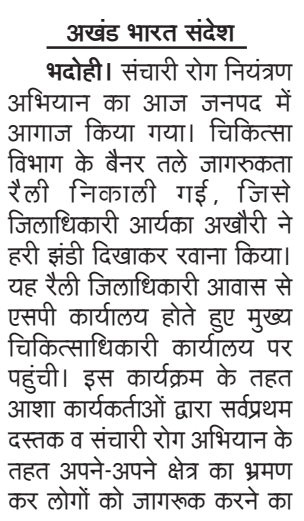 अखंड भारत संदेश
भदोही। संचारी रोग नियंत्रण
अभियान का आज जनपद में
आगाज किया गया। चिकित्सा
विभाग के बैनर तले जागरुकता
रैली निकाली गई, जिसे
जिलाधिकारी आर्यका अखौरी ने
हरी झंडी दिखाकर रवाना किया।
यह रैली जिलाधिकारी आवास से
एसपी कार्यालय होते हुए मुख्य
चिकित्साधिकारी कार्यालय पर
पहुंची। इस कार्यक्रम के तहत
आशा कार्यकर्ताओं द्वारा सर्वप्रथम
दस्तक व संचारी रोग अभियान के
तहत अपने-अपने क्षेत्र का भ्रमण
कर लोगों को जागरूक करने का